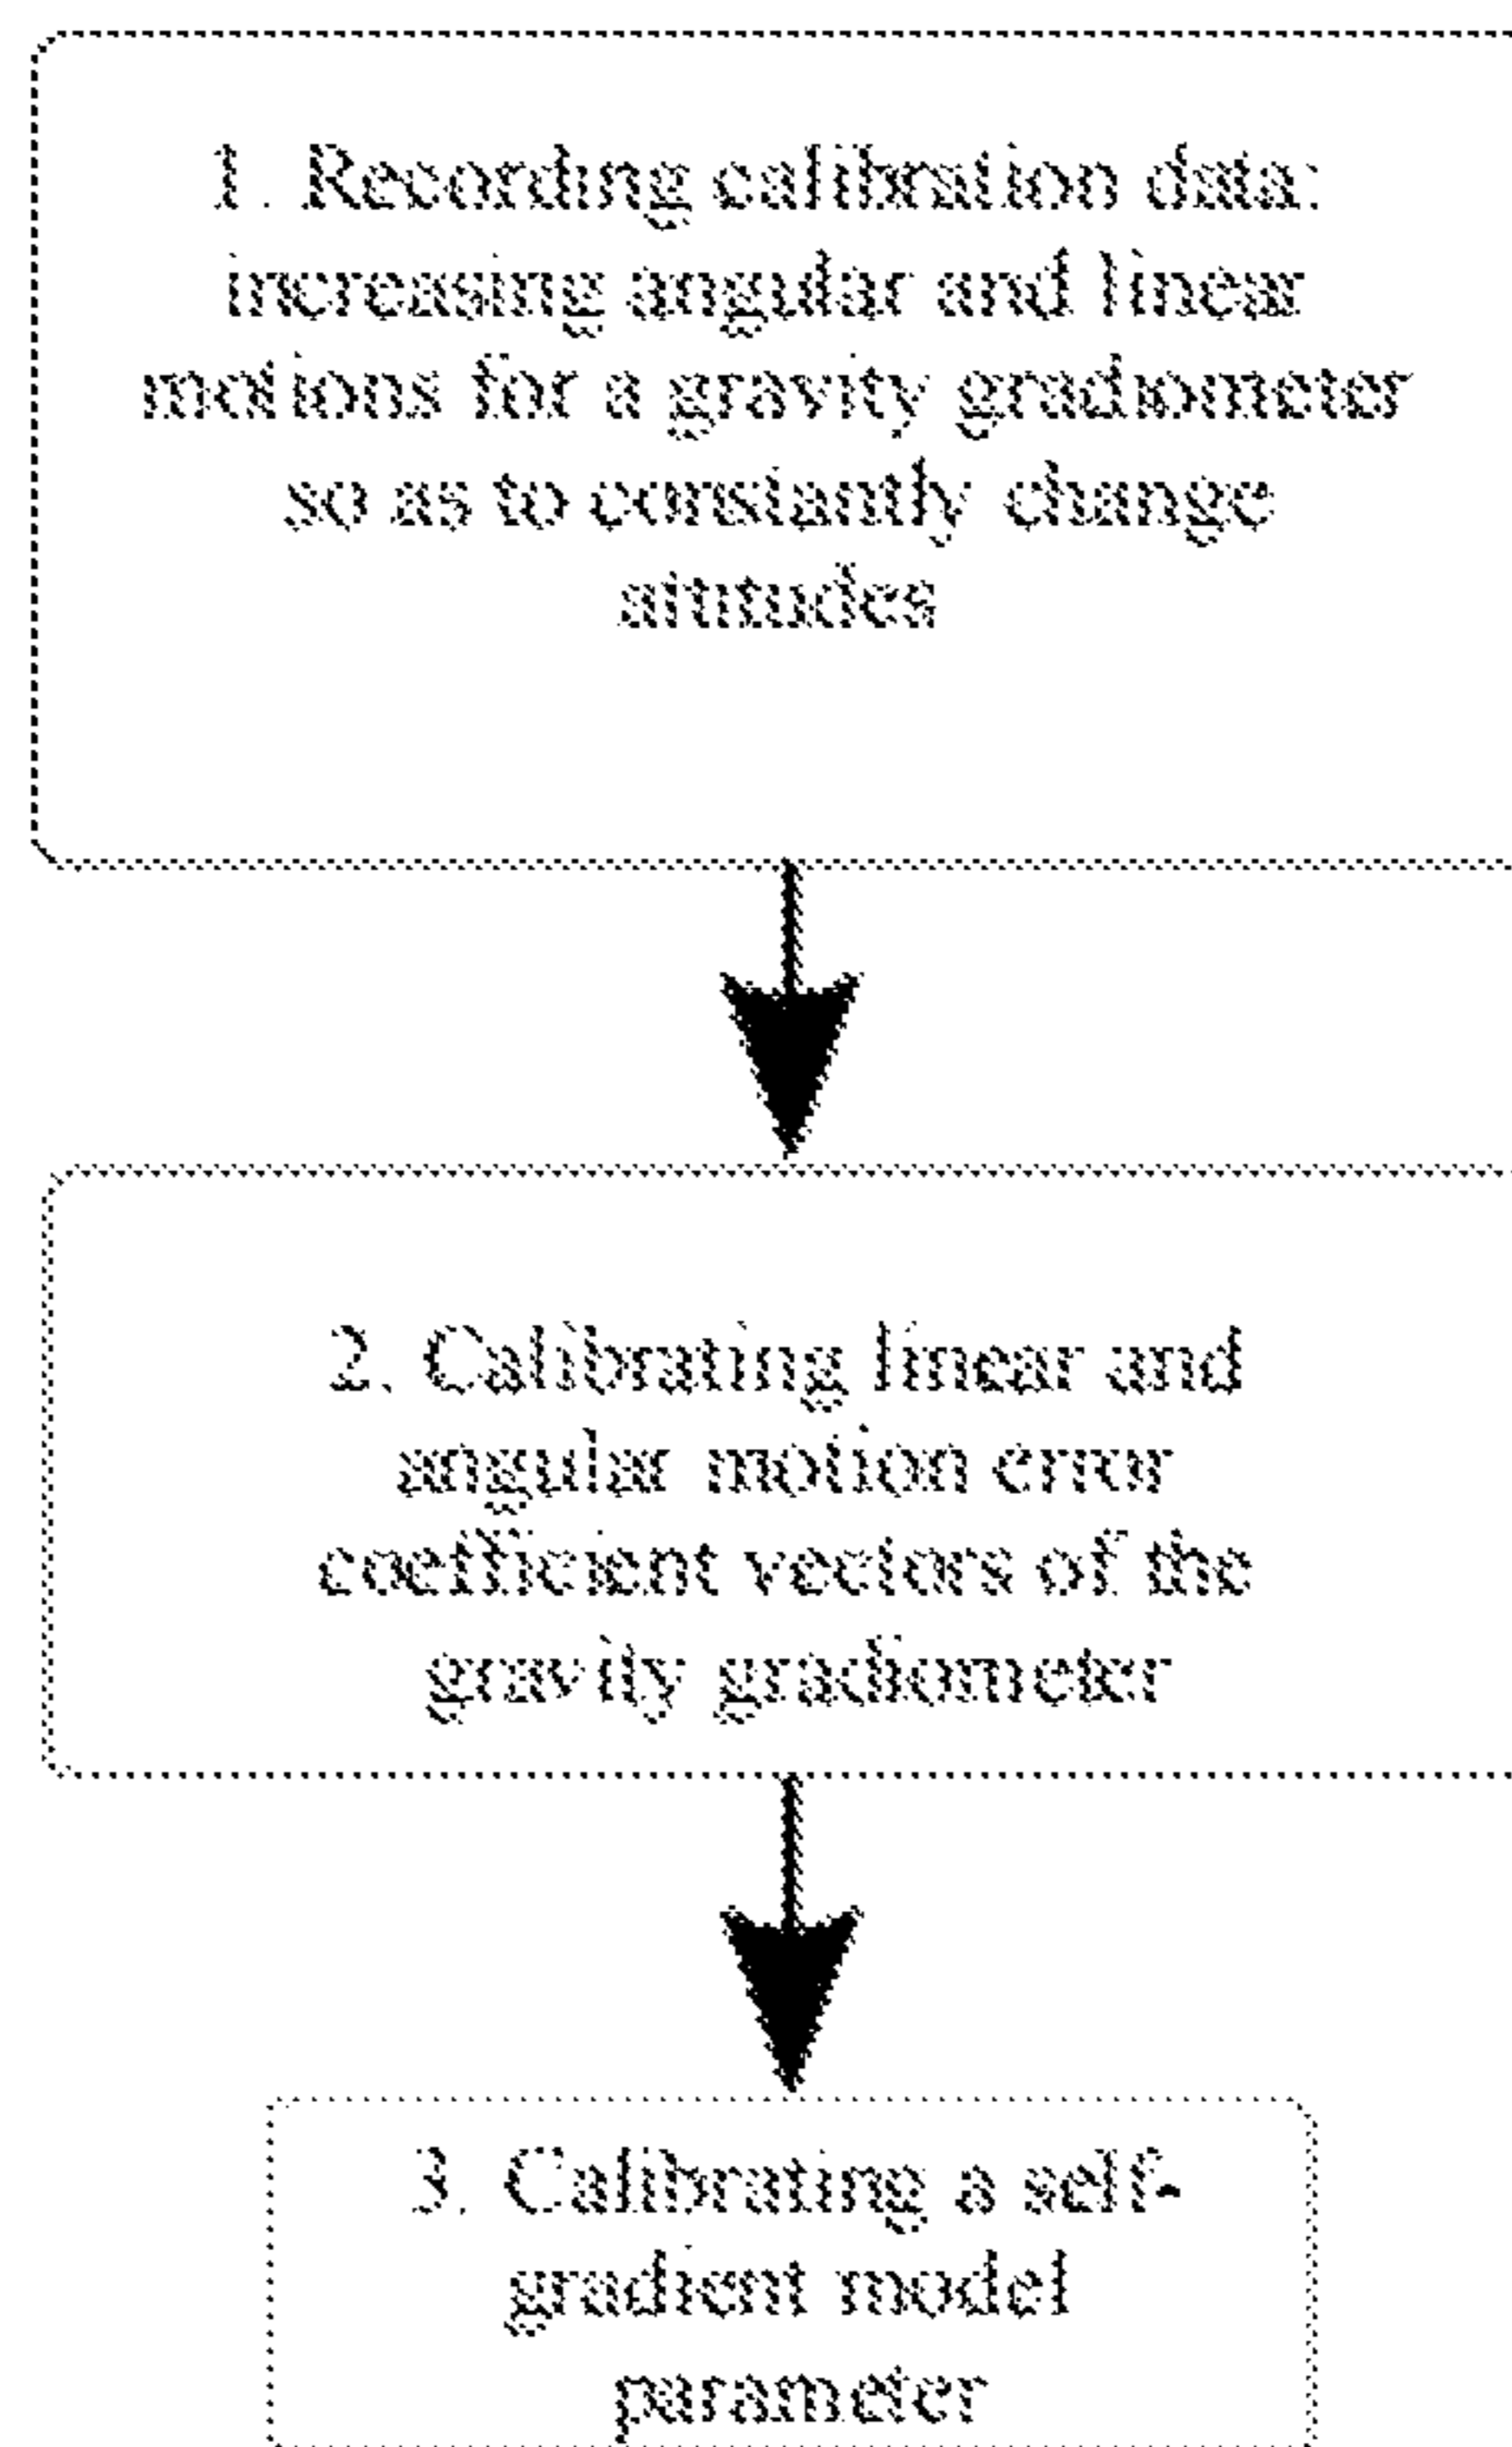 1. Recording calibration data:
increasing angular and linear
motions for a gravity gradiometer
so as to constantly change
attitudes
2. Calibrating linear and
angular motion error
coefficient vectors of the
gravity gradiometer
3. Calibrating a self-
gradient model
parameter